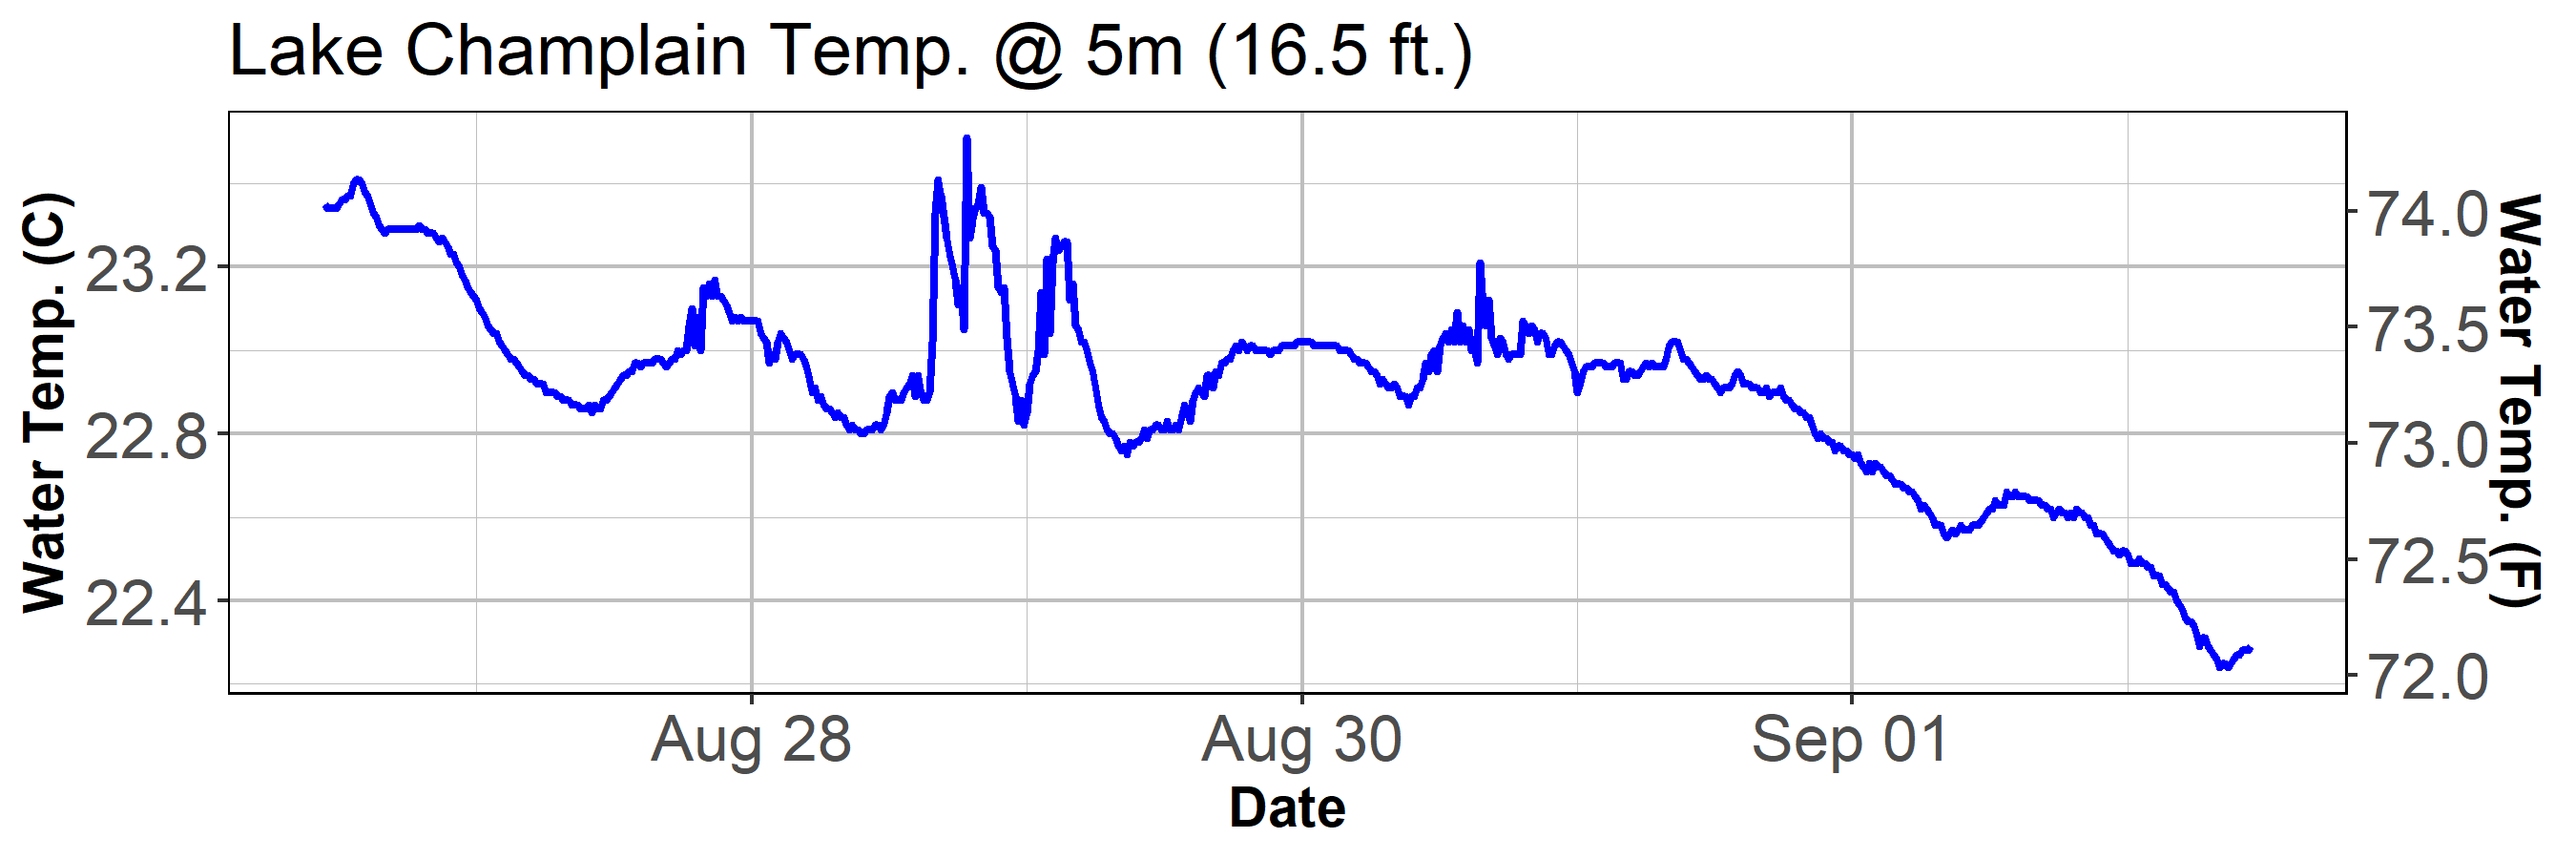 Lake Champlain Temp. @ 5m (16.5 ft.)
Water Temp. (C)
23.2
22.8
22.4
74.0
73.5
73.0
72.5
72.0
Water Temp. (F)
Aug 28
Aug 30
Sep 01
Date